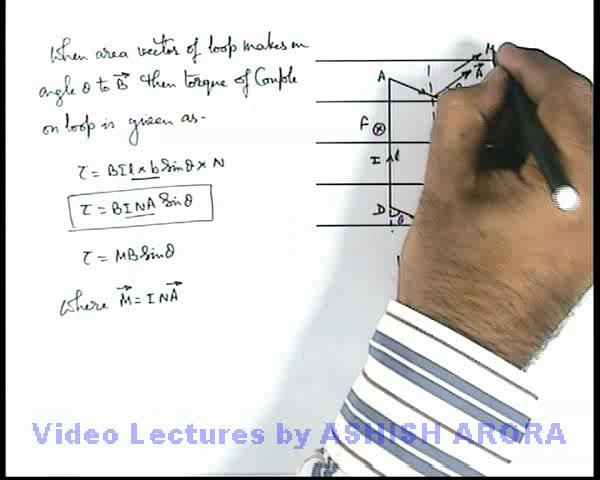 When area vector of loop makes an
angle θ to B⃗ then torque of Couple
on loop is given as-
τ = BIl × b sinθ × N
τ = BINA sinθ
τ = MB sinθ
where M⃗ = INA⃗
M
A⃗
A
θ
F ⊗
I
l
D
θ
Video Lectures by ASHISH ARORA